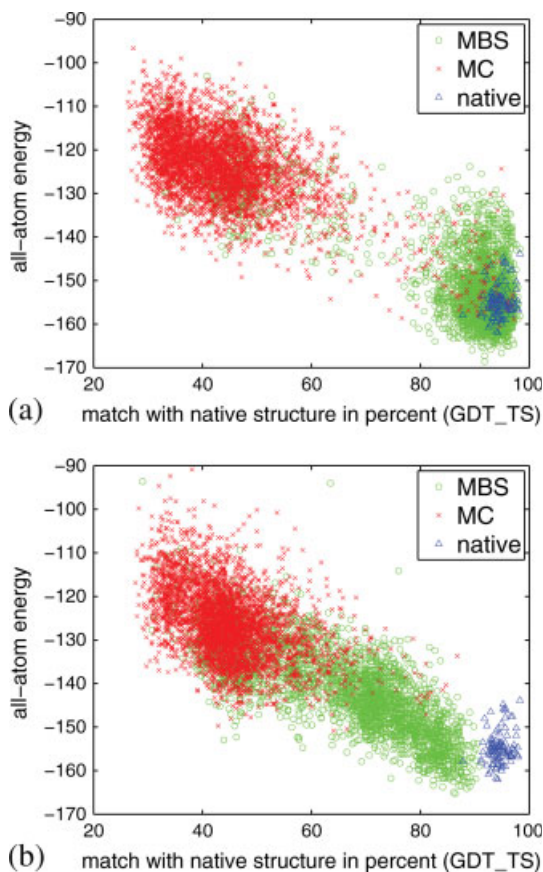 -90
-100
-110
-120
-130
-140
-150
-160
-170
all-atom energy
MBS
MC
native
20 40 60 80 100
(a) match with native structure in percent (GDT_TS)
-90
-100
-110
-120
-130
-140
-150
-160
-170
all-atom energy
MBS
MC
native
20 40 60 80 100
(b) match with native structure in percent (GDT_TS)